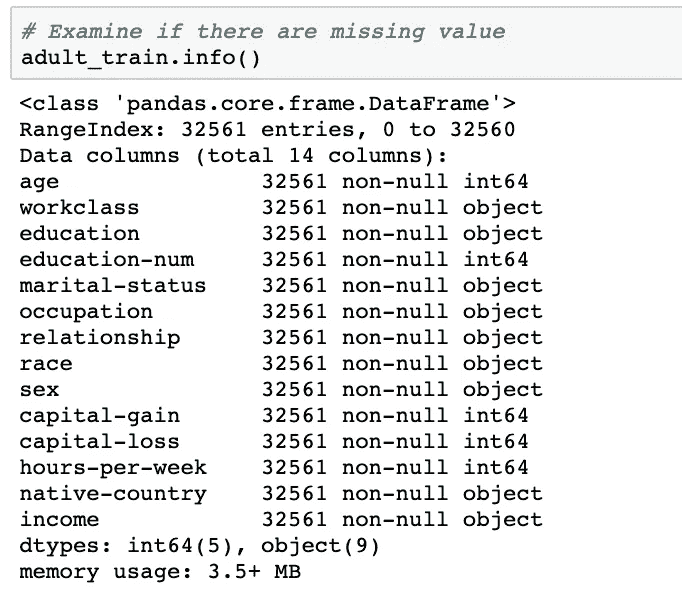 # Examine if there are missing value
adult_train.info()
<class 'pandas.core.frame.DataFrame'>
RangeIndex: 32561 entries, 0 to 32560
Data columns (total 14 columns):
age 32561 non-null int64
workclass 32561 non-null object
education 32561 non-null object
education-num 32561 non-null int64
marital-status 32561 non-null object
occupation 32561 non-null object
relationship 32561 non-null object
race 32561 non-null object
sex 32561 non-null object
capital-gain 32561 non-null int64
capital-loss 32561 non-null int64
hours-per-week 32561 non-null int64
native-country 32561 non-null object
income 32561 non-null object
dtypes: int64(5), object(9)
memory usage: 3.5+ MB